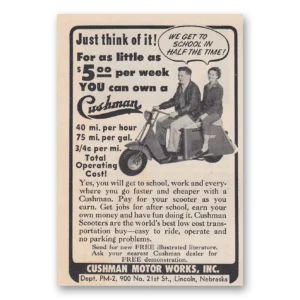 Just think of it!
For as little as
$5.00 per week
YOU can own a
Cushman
WE GET TO
SCHOOL IN
HALF THE TIME!
40 mi. per hour
75 mi. per gal.
3/4c per mi.
Total
Operating
Cost!
Yes, you will get to school, work and every-
where you go faster and cheaper with a
Cushman. Pay for your scooter as you
earn. Get jobs for after school, earn your
own money and have fun doing it. Cushman
Scooters are the world's best low cost trans-
portation buy—easy to ride, operate and
no parking problems.
Send for new FREE illustrated literature.
Ask your nearest Cushman dealer for
FREE demonstration.
CUSHMAN MOTOR WORKS, INC.
Dept. PM-2, 900 No. 21st St., Lincoln, Nebraska